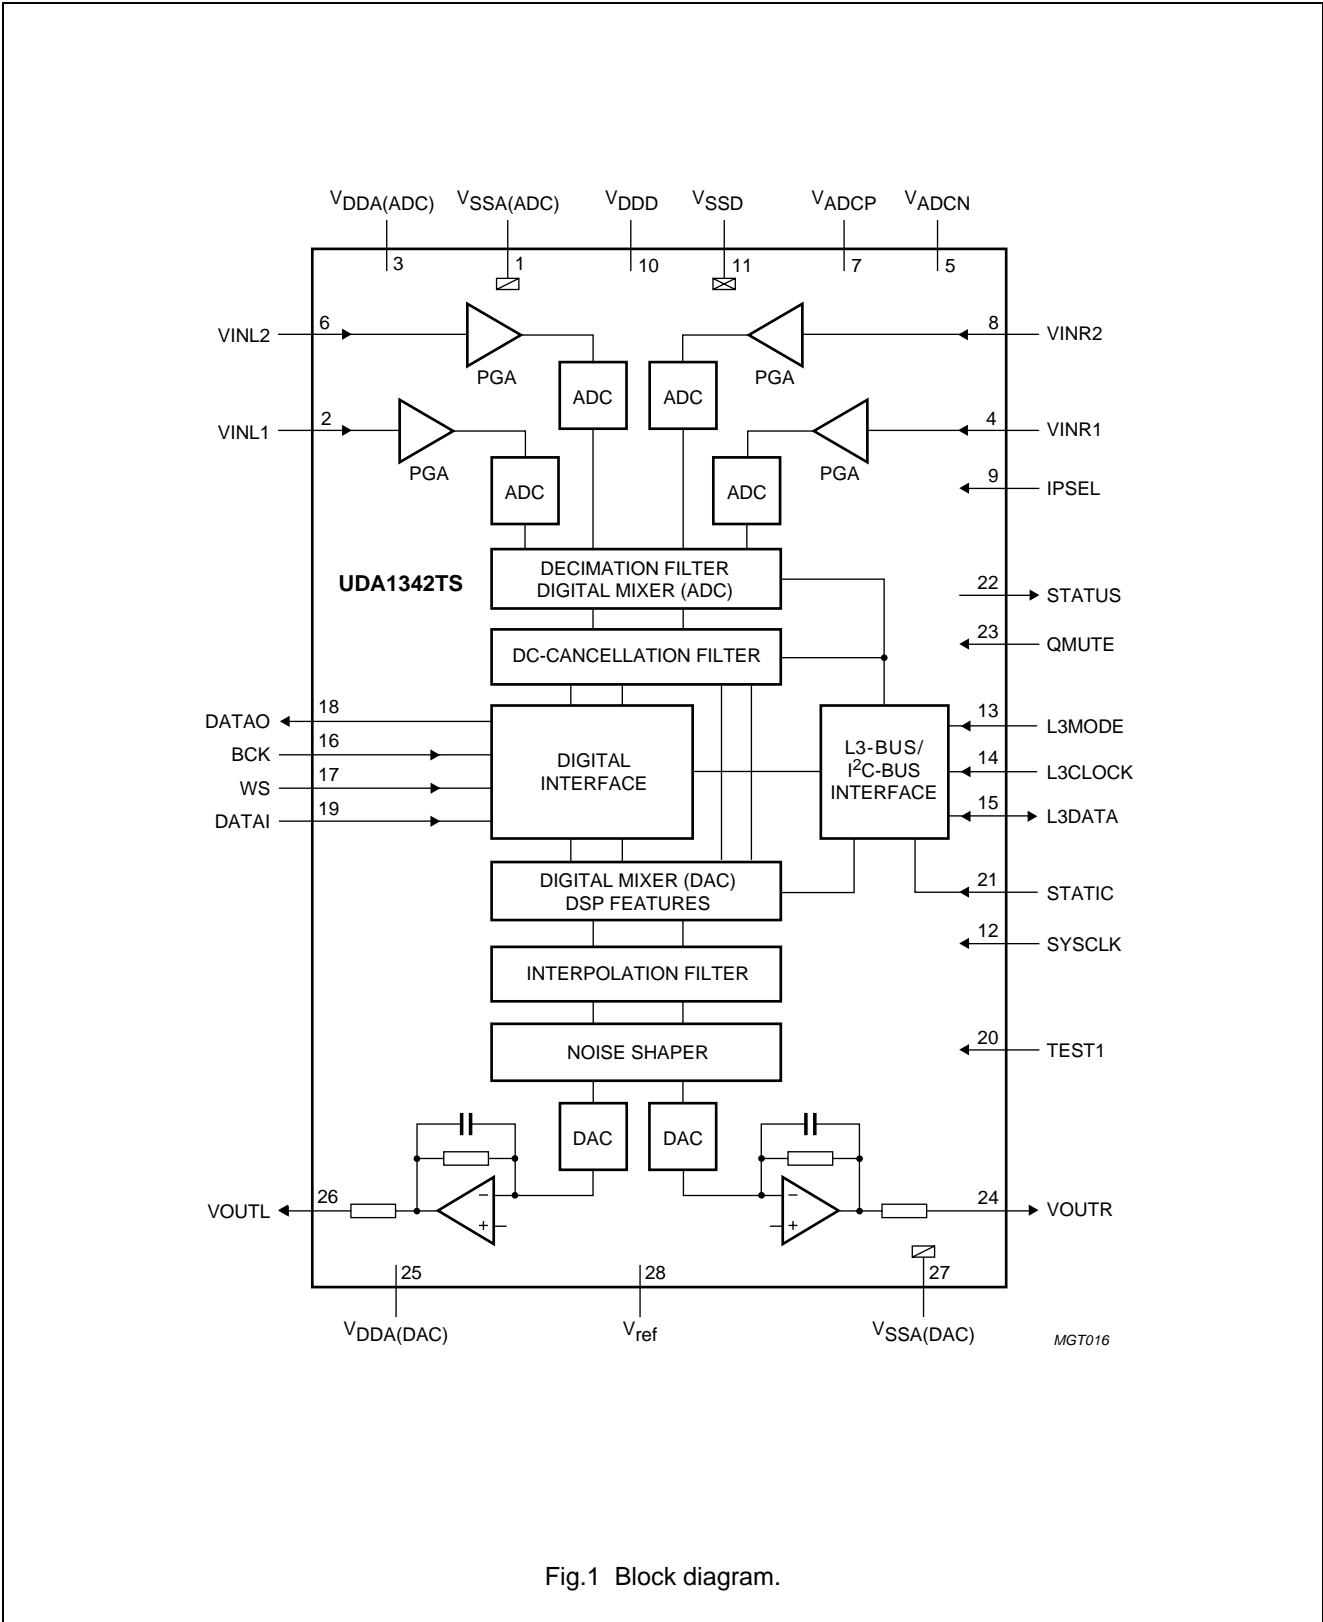 VDDA(ADC) VSSA(ADC) VDDD VSSD VADCP VADCN
3 1 10 11 7 5
VINL2 6 8 VINR2
PGA ADC ADC PGA
VINL1 2 4 VINR1
PGA ADC ADC PGA
9 IPSEL
UDA1342TS
DECIMATION FILTER
DIGITAL MIXER (ADC)
22 STATUS
23 QMUTE
DC-CANCELLATION FILTER
DATAO 18
BCK 16
WS 17
DATAI 19
DIGITAL
INTERFACE
L3-BUS/
I2C-BUS
INTERFACE
13 L3MODE
14 L3CLOCK
15 L3DATA
DIGITAL MIXER (DAC)
DSP FEATURES
21 STATIC
12 SYSCLK
INTERPOLATION FILTER
NOISE SHAPER
20 TEST1
DAC DAC
VOUTL 26 − + − + 24 VOUTR
25 28 27
VDDA(DAC) Vref VSSA(DAC)
MGT016
Fig.1 Block diagram.